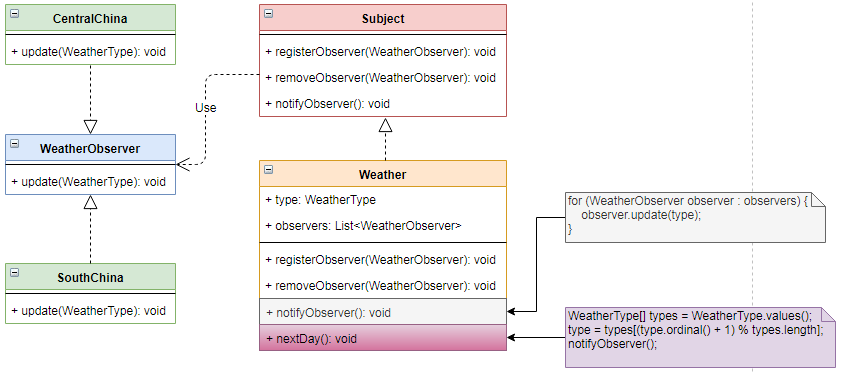 CentralChina
+ update(WeatherType): void
Subject
+ registerObserver(WeatherObserver): void
+ removeObserver(WeatherObserver): void
+ notifyObserver(): void
Use
WeatherObserver
+ update(WeatherType): void
Weather
+ type: WeatherType
+ observers: List<WeatherObserver>
+ registerObserver(WeatherObserver): void
+ removeObserver(WeatherObserver): void
+ notifyObserver(): void
+ nextDay(): void
SouthChina
+ update(WeatherType): void
for (WeatherObserver observer : observers) {
observer.update(type);
}
WeatherType[] types = WeatherType.values();
type = types[(type.ordinal() + 1) % types.length];
notifyObserver();